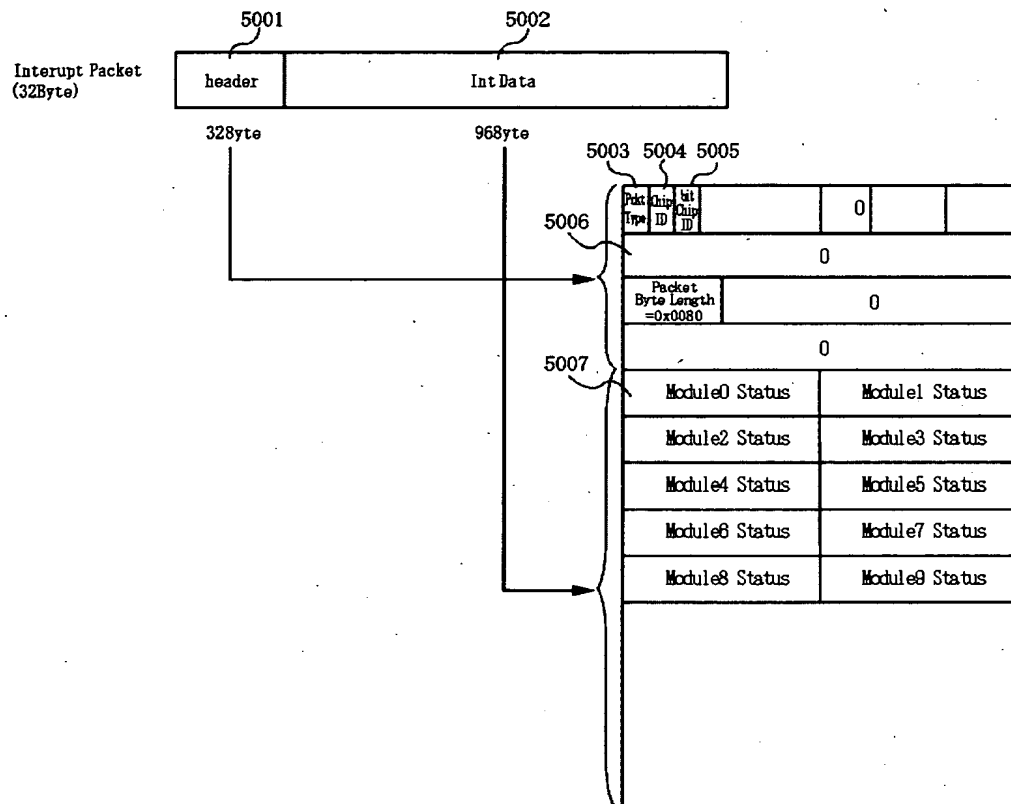 5001
5002
Interupt Packet
(32Byte)
header
IntData
328yte
968yte
5003
5004
5005
Pckt
Type
Chip
ID
bit
Chip
ID
0
5006
0
Packet
Byte Length
=0x0080
0
0
5007
Module0 Status
Module1 Status
Module2 Status
Module3 Status
Module4 Status
Module5 Status
Module6 Status
Module7 Status
Module8 Status
Module9 Status